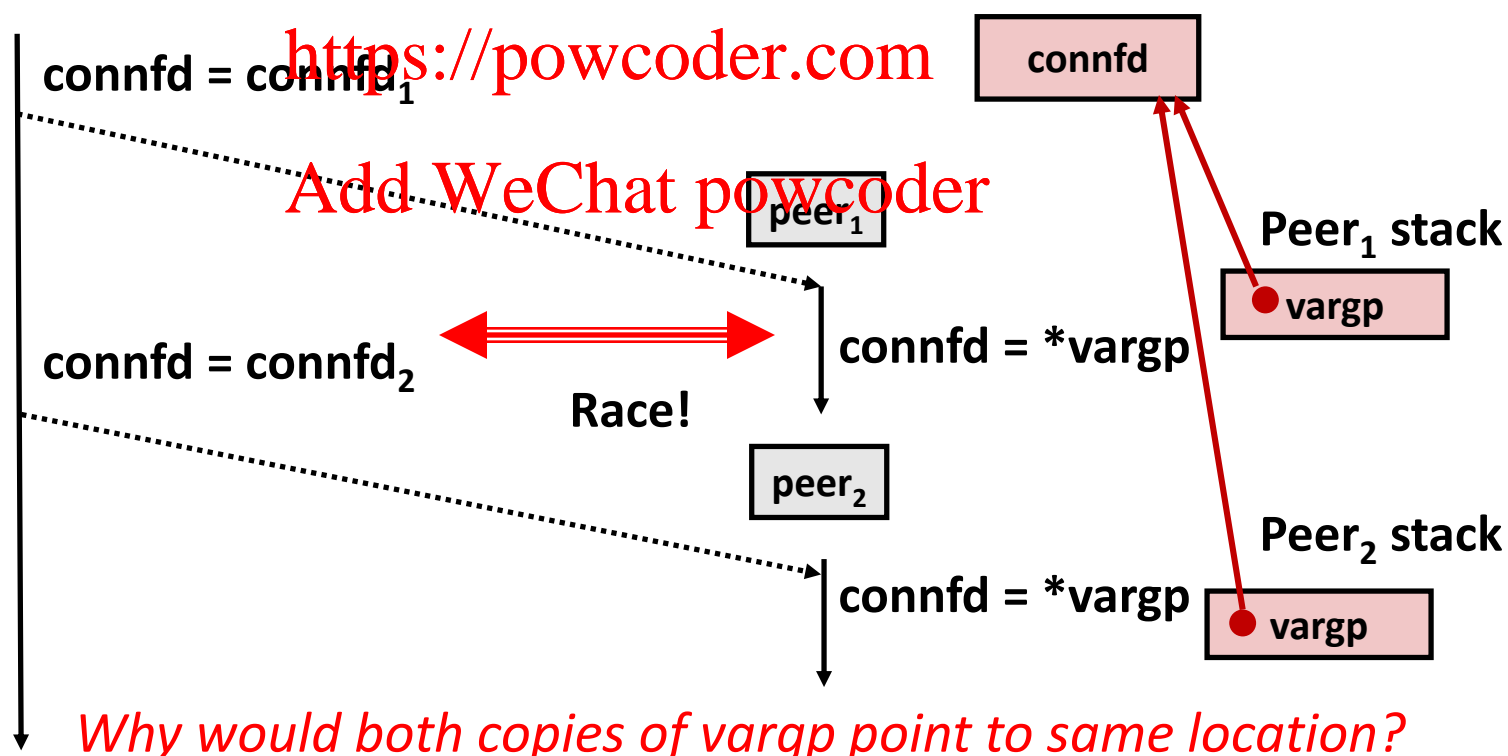 https://powcoder.com
connfd
connfd = connfd₁
Add WeChat powcoder
peer₁
Peer₁ stack
vargp
connfd = *vargp
connfd = connfd₂
Race!
peer₂
Peer₂ stack
connfd = *vargp
vargp
Why would both copies of vargp point to same location?